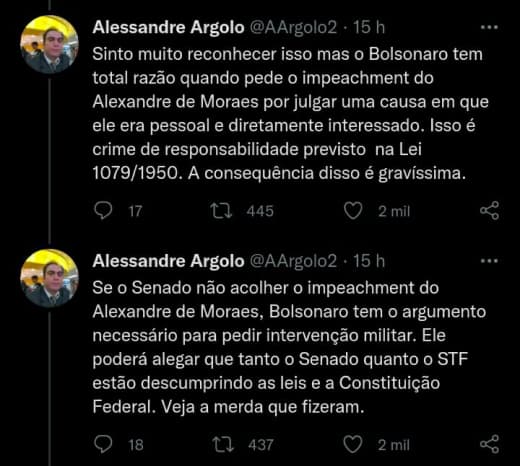 Alessandre Argolo @AArgolo2 · 15 h
Sinto muito reconhecer isso mas o Bolsonaro tem
total razão quando pede o impeachment do
Alexandre de Moraes por julgar uma causa em que
ele era pessoal e diretamente interessado. Isso é
crime de responsabilidade previsto na Lei
1079/1950. A consequência disso é gravíssima.
17 445 2 mil
Alessandre Argolo @AArgolo2 · 15 h
Se o Senado não acolher o impeachment do
Alexandre de Moraes, Bolsonaro tem o argumento
necessário para pedir intervenção militar. Ele
poderá alegar que tanto o Senado quanto o STF
estão descumprindo as leis e a Constituição
Federal. Veja a merda que fizeram.
18 437 2 mil